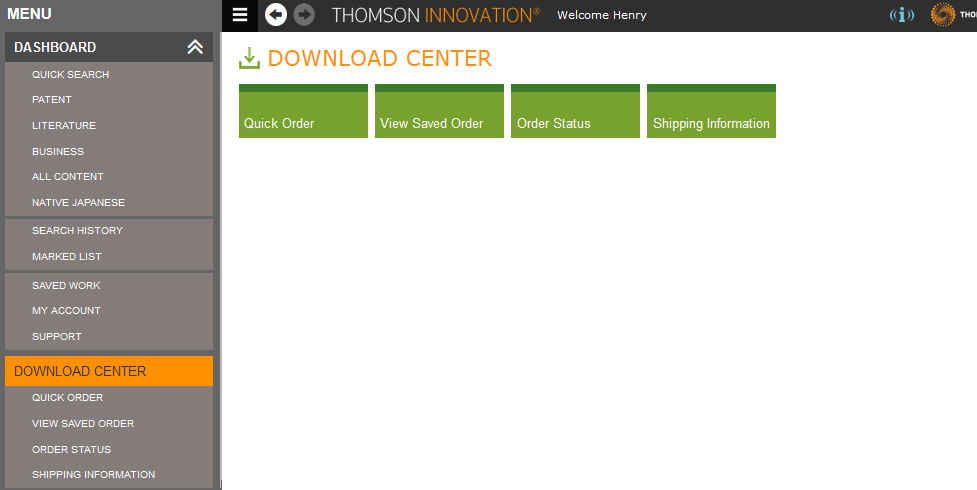 MENU
DASHBOARD
QUICK SEARCH
PATENT
LITERATURE
BUSINESS
ALL CONTENT
NATIVE JAPANESE
SEARCH HISTORY
MARKED LIST
SAVED WORK
MY ACCOUNT
SUPPORT
DOWNLOAD CENTER
QUICK ORDER
VIEW SAVED ORDER
ORDER STATUS
SHIPPING INFORMATION
THOMSON INNOVATION® Welcome Henry THO
DOWNLOAD CENTER
Quick Order View Saved Order Order Status Shipping Information